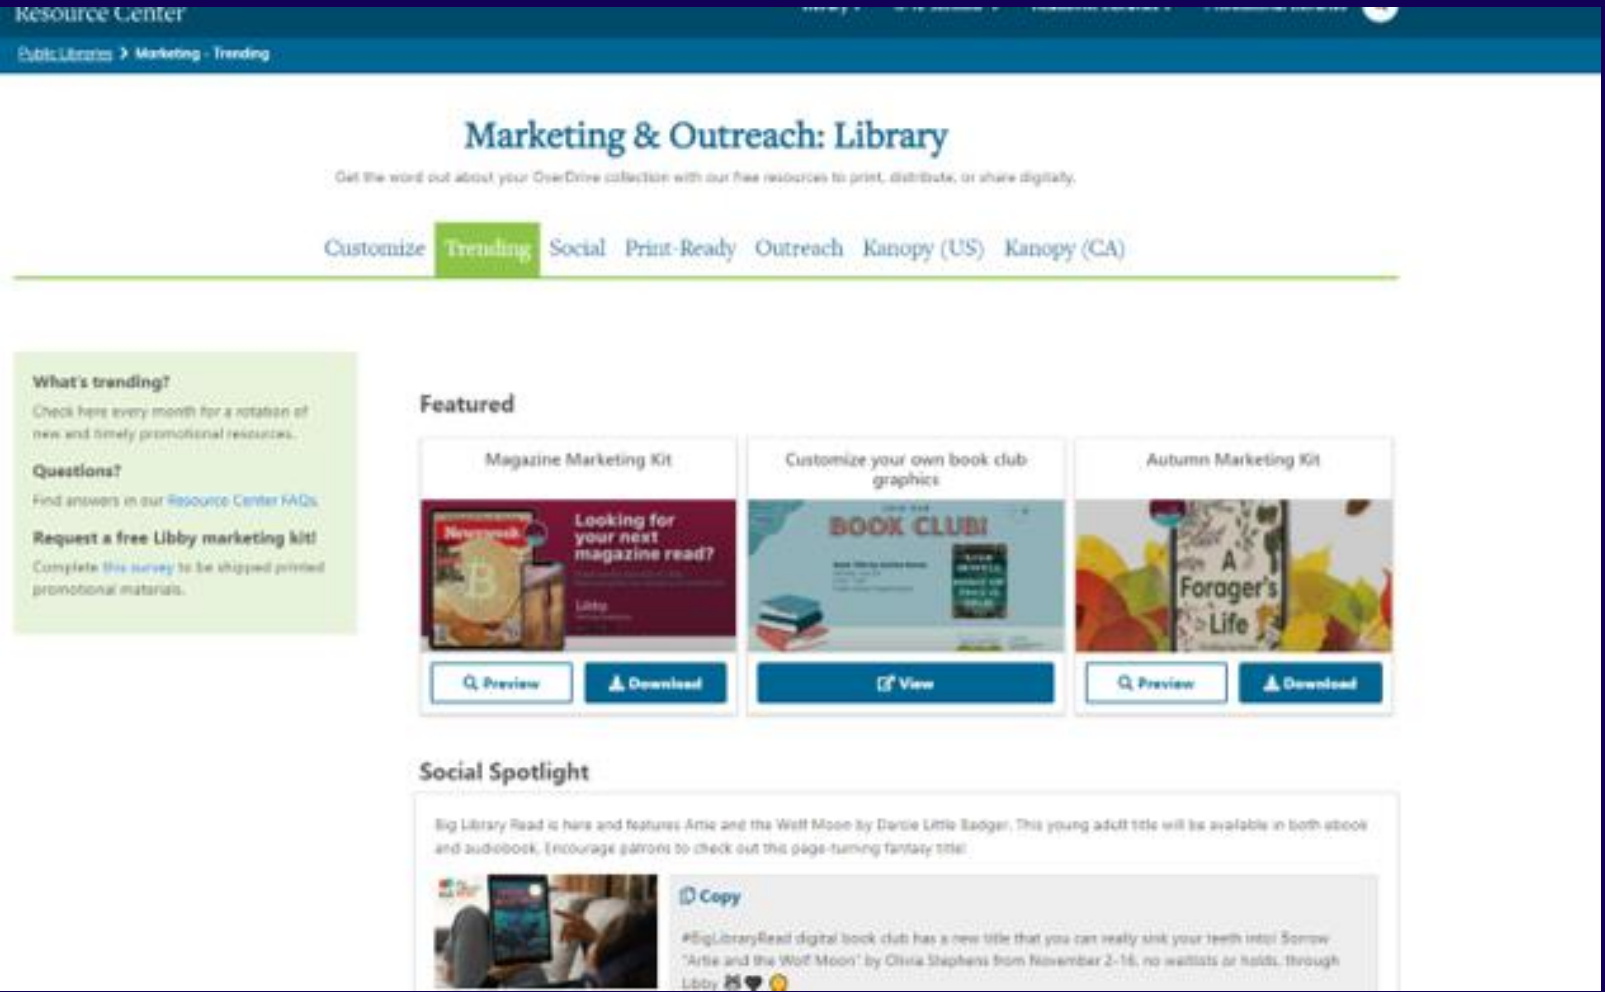 Resource Center
Public Libraries > Marketing - Trending
Marketing & Outreach: Library
Get the word out about your OverDrive collection with our free resources to print, distribute, or share digitally.
Customize Trending Social Print-Ready Outreach Kanopy (US) Kanopy (CA)
What's trending?
Check here every month for a rotation of
new and timely promotional resources.
Questions?
Find answers in our Resource Center FAQs.
Request a free Libby marketing kit!
Complete this survey to be shipped printed
promotional materials.
Featured
Magazine Marketing Kit
Newsweek
Looking for
your next
magazine read?
Libby
Preview Download
Customize your own book club
graphics
JOIN OUR
BOOK CLUB!
View
Autumn Marketing Kit
A
Forager's
Life
Preview Download
Social Spotlight
Big Library Read is here and features Artie and the Wolf Moon by Darcie Little Badger. This young adult title will be available in both ebook
and audiobook. Encourage patrons to check out this page-turning fantasy title!
Copy
#BigLibraryRead digital book club has a new title that you can really sink your teeth into! Borrow
"Artie and the Wolf Moon" by Olivia Stephens from November 2-16, no waitlists or holds, through
Libby